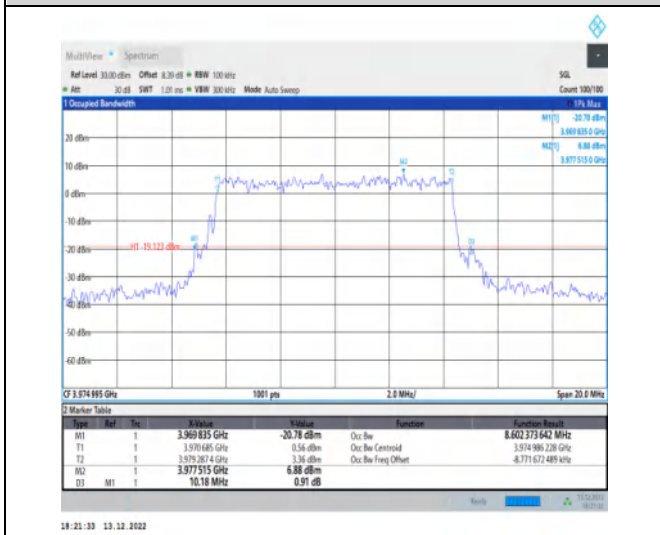 MultiView Spectrum
Ref Level 30.00 dBm Offset 8.39 dB RBW 100 kHz SGL
Att 30 dB SWT 1.01 ms VBW 300 kHz Mode Auto Sweep Count 100/100
1 Occupied Bandwidth 1Pk Max
M1[1] -20.78 dBm
3.969 835 0 GHz
M2[1] 6.88 dBm
3.977 515 0 GHz
20 dBm
10 dBm
0 dBm
-10 dBm
-20 dBm
-30 dBm
-40 dBm
-50 dBm
-60 dBm
T1
M2
T2
M1
H1 -19.123 dBm
D3
CF 3.974 995 GHz 1001 pts 2.0 MHz/ Span 20.0 MHz
2 Marker Table
Type Ref Trc X-Value Y-Value Function Function Result
M1 1 3.969 835 GHz -20.78 dBm Occ Bw 8.602 373 642 MHz
T1 1 3.970 685 GHz 0.56 dBm Occ Bw Centroid 3.974 986 228 GHz
T2 1 3.979 287 4 GHz 3.36 dBm Occ Bw Freq Offset -8.771 672 489 kHz
M2 1 3.977 515 GHz 6.88 dBm
D3 M1 1 10.18 MHz 0.91 dB
Ready
18:21:33 13.12.2022